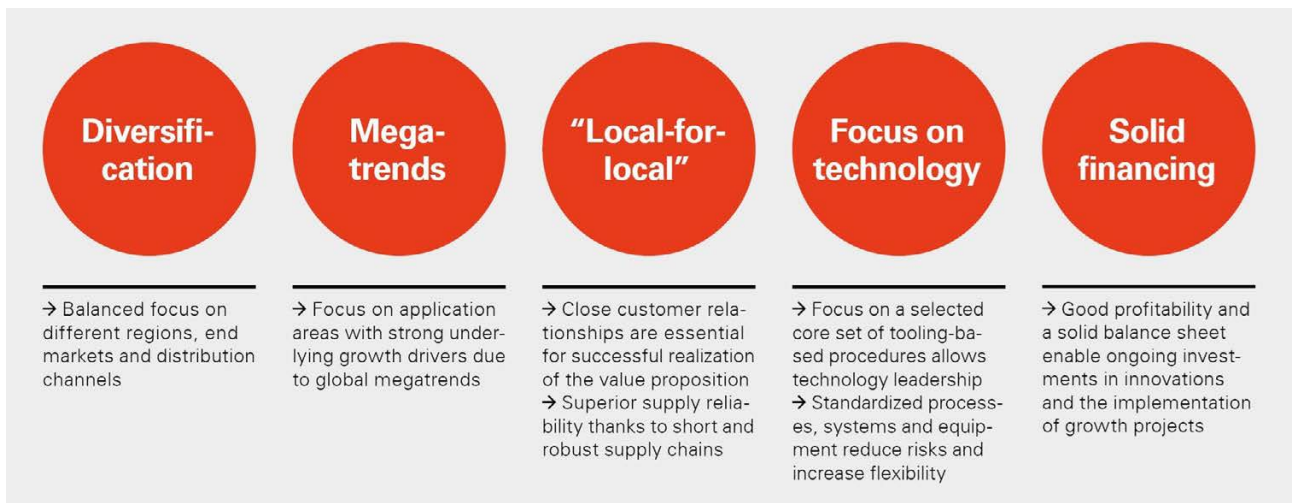 Diversifi-
cation
Mega-
trends
“Local-for-
local”
Focus on
technology
Solid
financing
→ Balanced focus on
different regions, end
markets and distribution
channels
→ Focus on application
areas with strong under-
lying growth drivers due
to global megatrends
→ Close customer rela-
tionships are essential
for successful realization
of the value proposition
→ Superior supply relia-
bility thanks to short and
robust supply chains
→ Focus on a selected
core set of tooling-ba-
sed procedures allows
technology leadership
→ Standardized process-
es, systems and equip-
ment reduce risks and
increase flexibility
→ Good profitability and
a solid balance sheet
enable ongoing invest-
ments in innovations
and the implementation
of growth projects